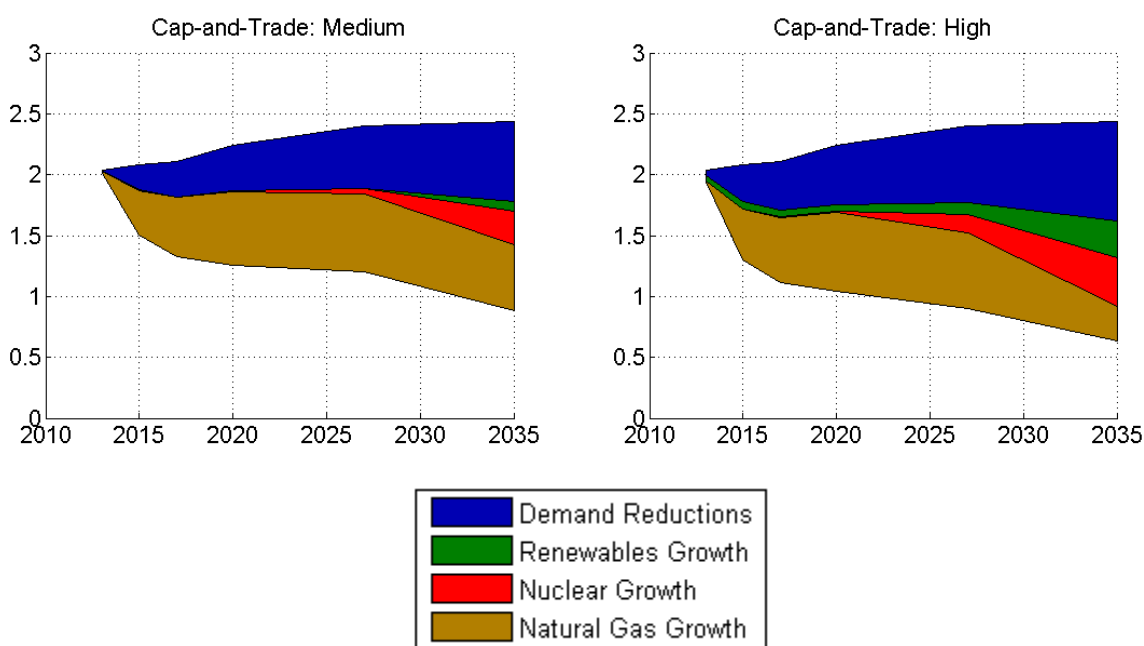 Cap-and-Trade: Medium
3
2.5
2
1.5
1
0.5
0
2010 2015 2020 2025 2030 2035
Cap-and-Trade: High
3
2.5
2
1.5
1
0.5
0
2010 2015 2020 2025 2030 2035
Demand Reductions
Renewables Growth
Nuclear Growth
Natural Gas Growth